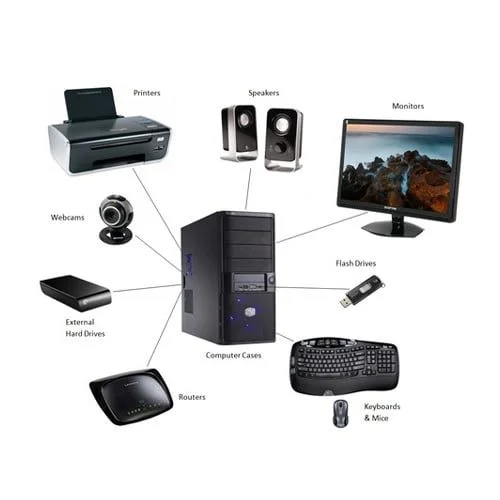 Printers
Speakers
Monitors
Webcams
Flash Drives
External
Hard Drives
Computer Cases
Routers
Keyboards
& Mice